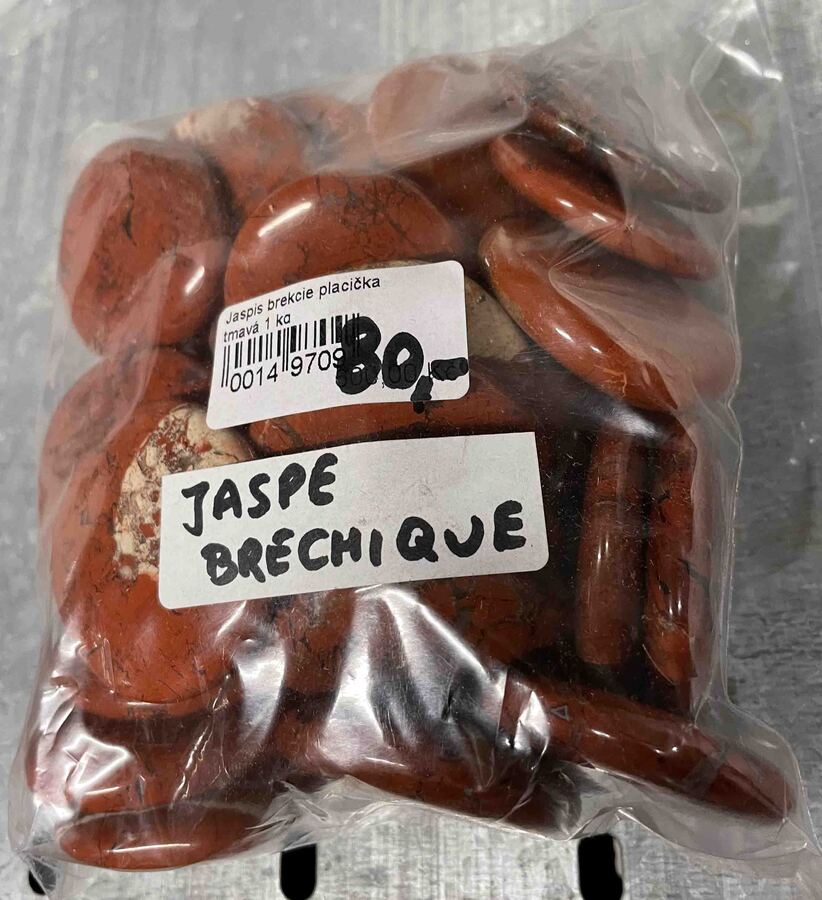 Jaspis brekcie placička
tmavá 1 kg
0014 9709
80,-
JASPE
BRECHIQUE